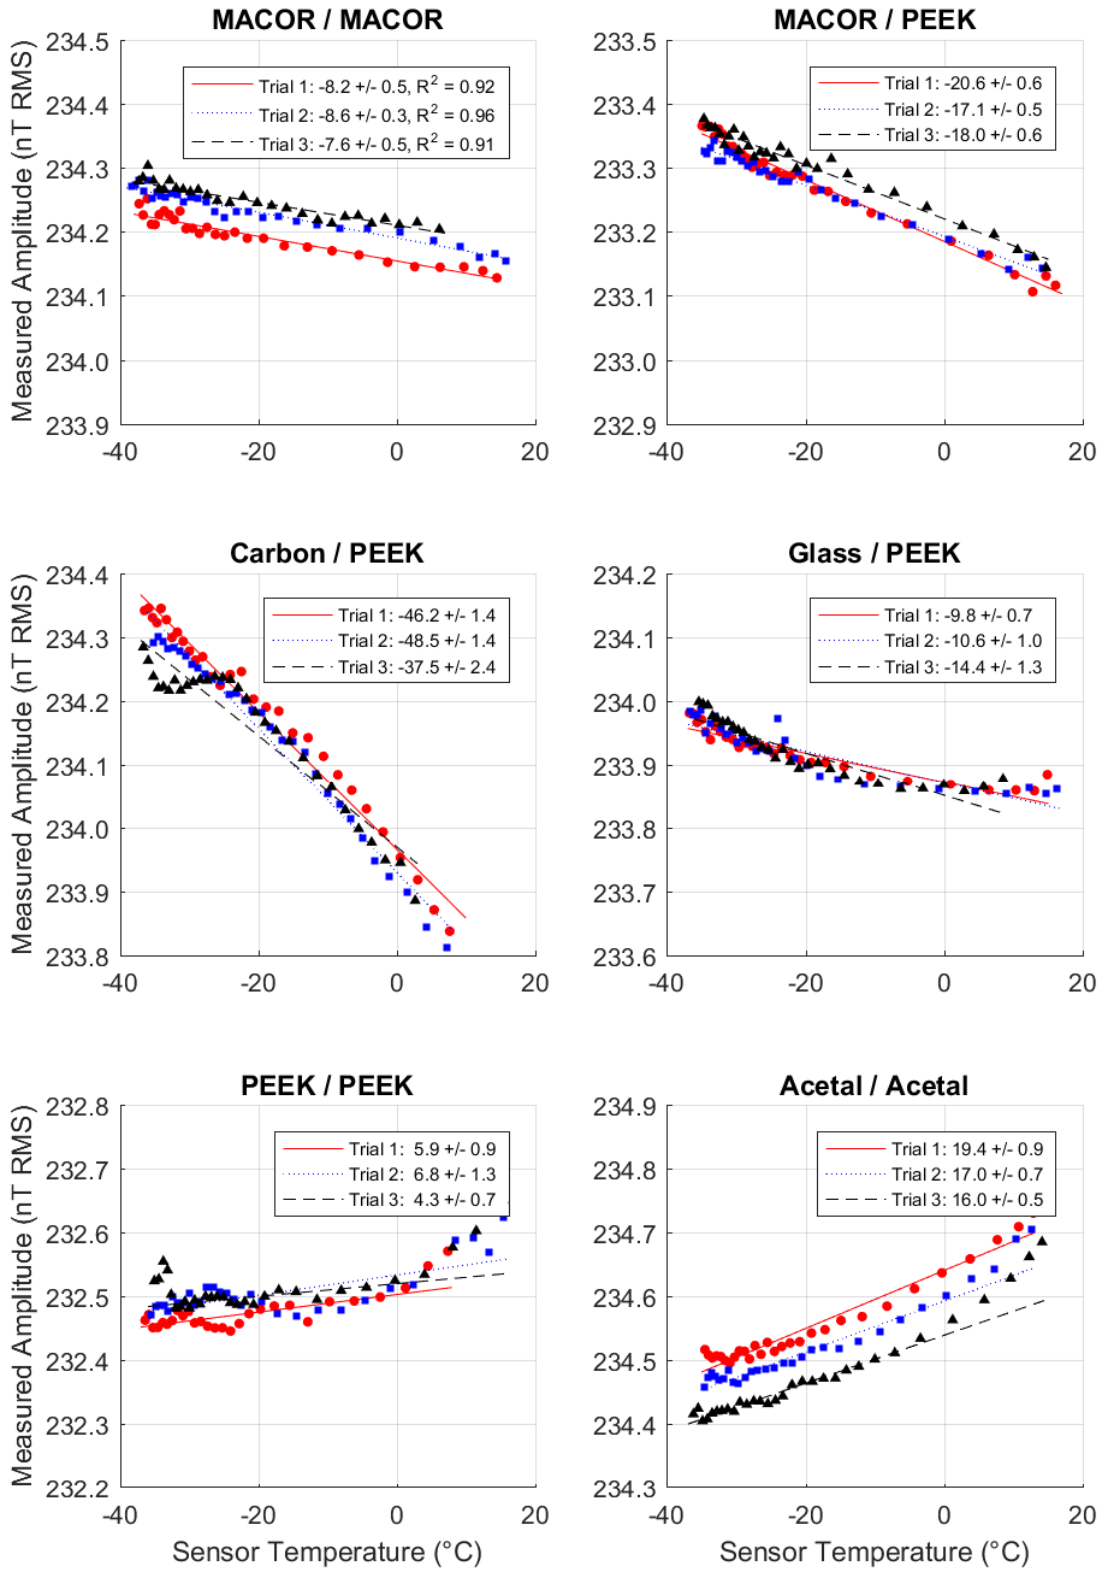 MACOR / MACOR
Measured Amplitude (nT RMS)
234.5
234.4
234.3
234.2
234.1
234.0
233.9
-40
-20
0
20
Trial 1: -8.2 +/- 0.5, R² = 0.92
Trial 2: -8.6 +/- 0.3, R² = 0.96
Trial 3: -7.6 +/- 0.5, R² = 0.91
MACOR / PEEK
233.5
233.4
233.3
233.2
233.1
233.0
232.9
-40
-20
0
20
Trial 1: -20.6 +/- 0.6
Trial 2: -17.1 +/- 0.5
Trial 3: -18.0 +/- 0.6
Carbon / PEEK
Measured Amplitude (nT RMS)
234.4
234.3
234.2
234.1
234.0
233.9
233.8
-40
-20
0
20
Trial 1: -46.2 +/- 1.4
Trial 2: -48.5 +/- 1.4
Trial 3: -37.5 +/- 2.4
Glass / PEEK
234.2
234.1
234.0
233.9
233.8
233.7
233.6
-40
-20
0
20
Trial 1: -9.8 +/- 0.7
Trial 2: -10.6 +/- 1.0
Trial 3: -14.4 +/- 1.3
PEEK / PEEK
Measured Amplitude (nT RMS)
232.8
232.7
232.6
232.5
232.4
232.3
232.2
-40
-20
0
20
Sensor Temperature (°C)
Trial 1: 5.9 +/- 0.9
Trial 2: 6.8 +/- 1.3
Trial 3: 4.3 +/- 0.7
Acetal / Acetal
234.9
234.8
234.7
234.6
234.5
234.4
234.3
-40
-20
0
20
Sensor Temperature (°C)
Trial 1: 19.4 +/- 0.9
Trial 2: 17.0 +/- 0.7
Trial 3: 16.0 +/- 0.5